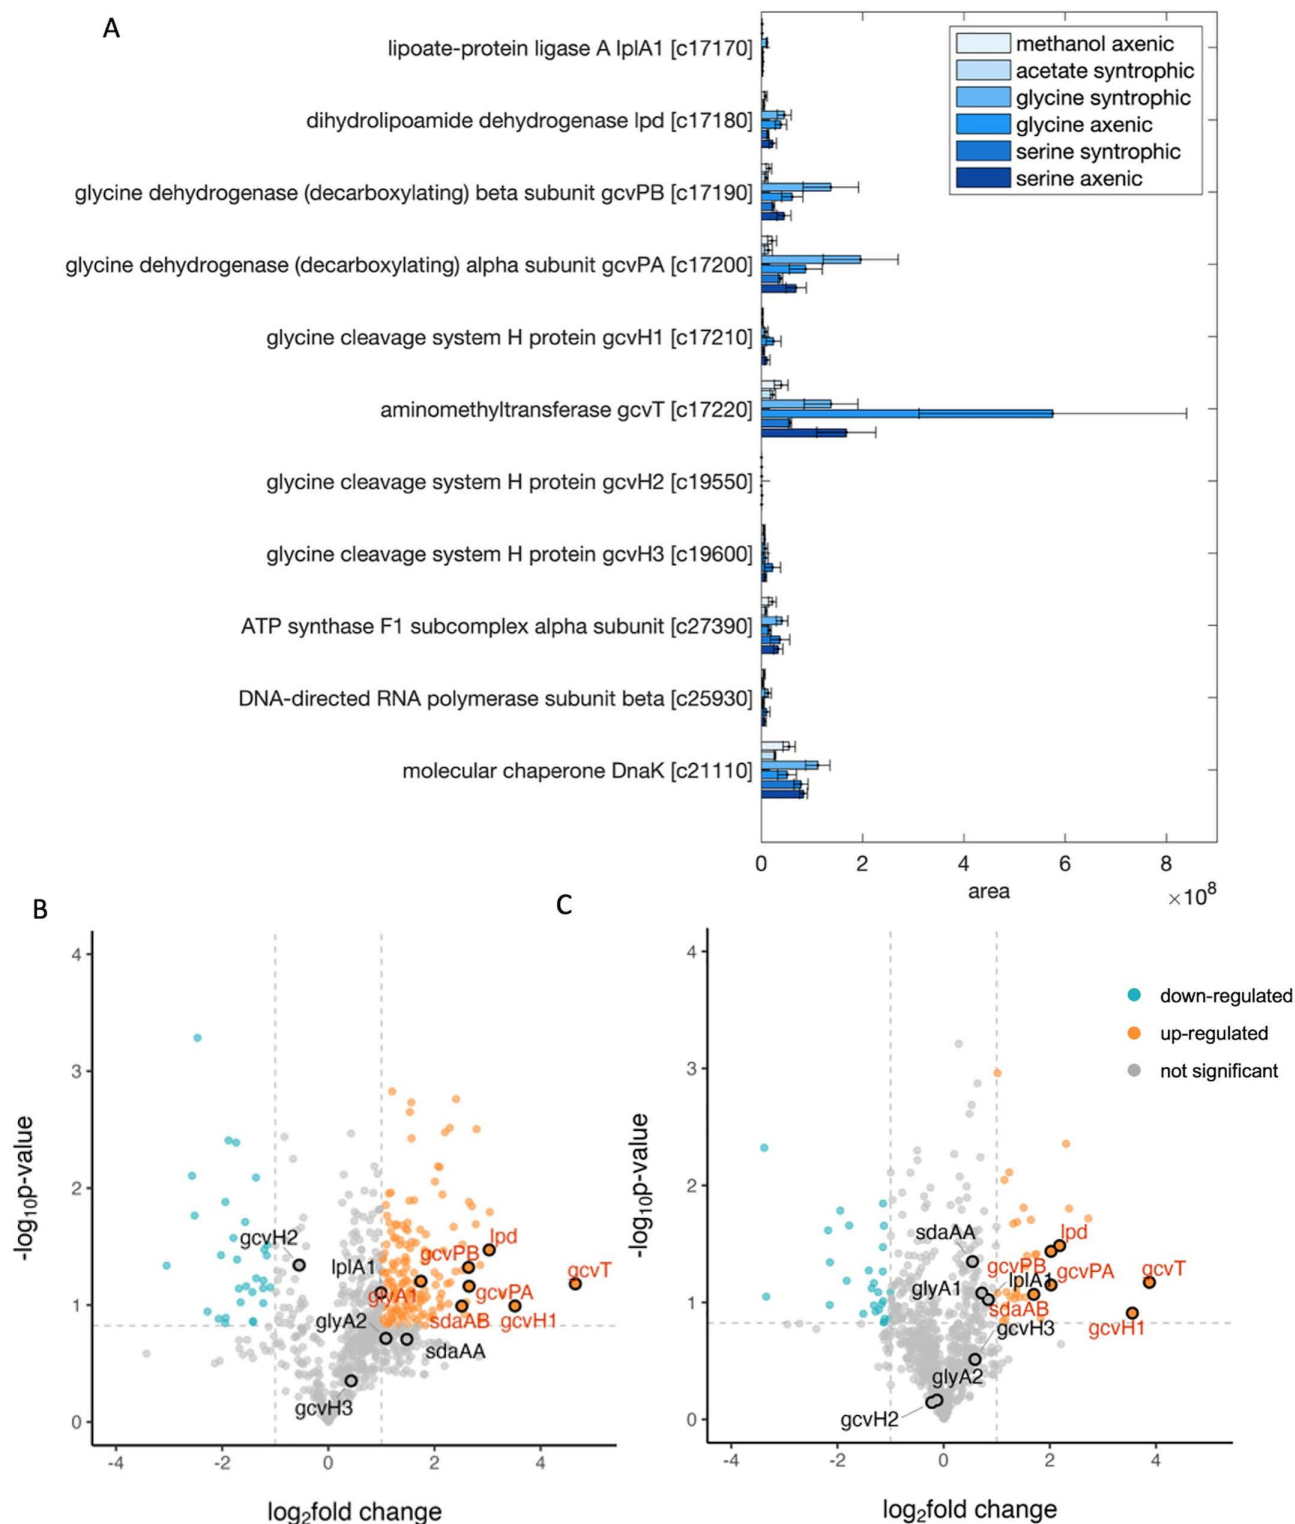 A
lipoate-protein ligase A lplA1 [c17170]
dihydrolipoamide dehydrogenase lpd [c17180]
glycine dehydrogenase (decarboxylating) beta subunit gcvPB [c17190]
glycine dehydrogenase (decarboxylating) alpha subunit gcvPA [c17200]
glycine cleavage system H protein gcvH1 [c17210]
aminomethyltransferase gcvT [c17220]
glycine cleavage system H protein gcvH2 [c19550]
glycine cleavage system H protein gcvH3 [c19600]
ATP synthase F1 subcomplex alpha subunit [c27390]
DNA-directed RNA polymerase subunit beta [c25930]
molecular chaperone DnaK [c21110]
methanol axenic
acetate syntrophic
glycine syntrophic
glycine axenic
serine syntrophic
serine axenic
0 2 4 6 8
area
×10⁸
B
4
3
2
1
0
-log₁₀p-value
gcvH2
lplA1
gcvPB
lpd
gcvT
glyA1
gcvPA
glyA2
sdaAB
gcvH1
sdaAA
gcvH3
-4 -2 0 2 4
log₂fold change
C
4
3
2
1
0
-log₁₀p-value
sdaAA
lpd
gcvPB
lplA1
gcvPA
gcvT
glyA1
sdaAB
gcvH3
gcvH1
glyA2
gcvH2
-4 -2 0 2 4
log₂fold change
down-regulated
up-regulated
not significant